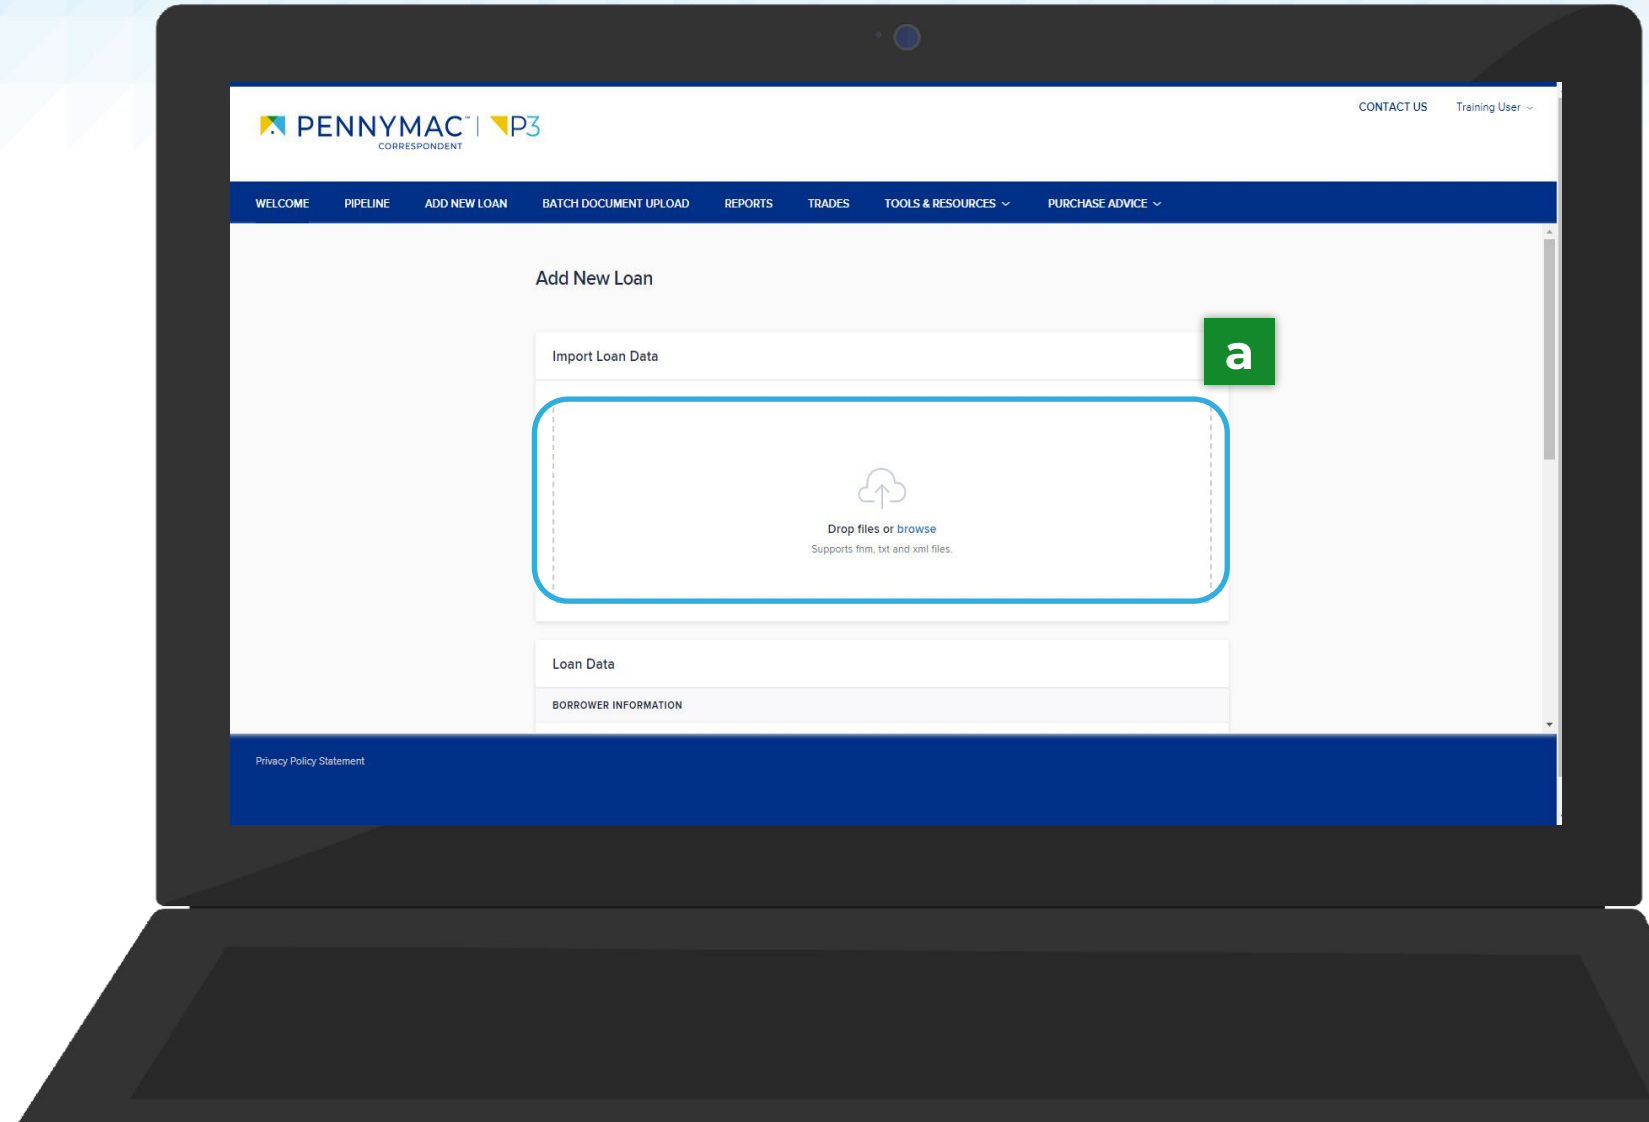 CONTACT US Training User
PENNYMAC™ | P3
CORRESPONDENT
WELCOME PIPELINE ADD NEW LOAN BATCH DOCUMENT UPLOAD REPORTS TRADES TOOLS & RESOURCES PURCHASE ADVICE
Add New Loan
Import Loan Data
a
Drop files or browse
Supports fnm, txt and xml files.
Loan Data
BORROWER INFORMATION
Privacy Policy Statement